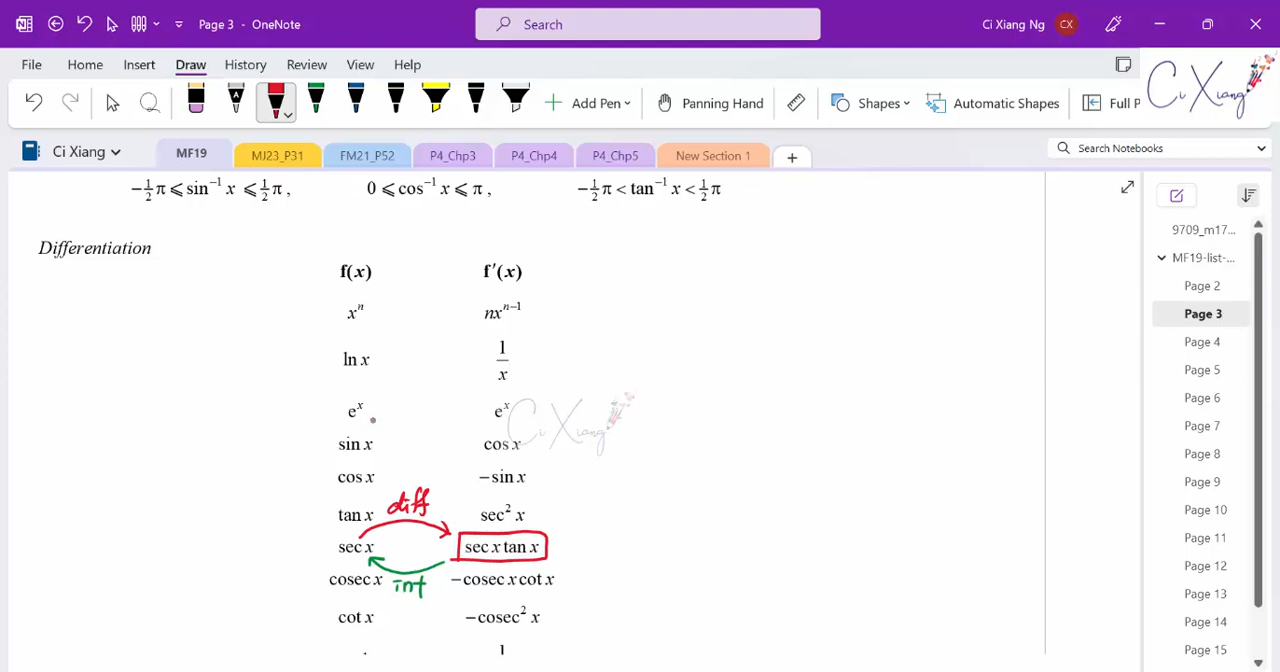 Page 3 - OneNote
Search
Ci Xiang Ng CX
File Home Insert Draw History Review View Help
Add Pen Panning Hand Shapes Automatic Shapes Full P
Ci Xiang
Ci Xiang MF19 MJ23_P31 FM21_P52 P4_Chp3 P4_Chp4 P4_Chp5 New Section 1 +
Search Notebooks
−½π ⩽ sin⁻¹ x ⩽ ½π , 0 ⩽ cos⁻¹ x ⩽ π , −½π < tan⁻¹ x < ½π
Differentiation
f(x) f′(x)
xⁿ nxⁿ⁻¹
ln x 1/x
eˣ eˣ
Ci Xiang
sin x cos x
cos x −sin x
diff
tan x sec² x
sec x sec x tan x
int
cosec x −cosec x cot x
cot x −cosec² x
1
9709_m17...
MF19-list-...
Page 2
Page 3
Page 4
Page 5
Page 6
Page 7
Page 8
Page 9
Page 10
Page 11
Page 12
Page 13
Page 14
Page 15